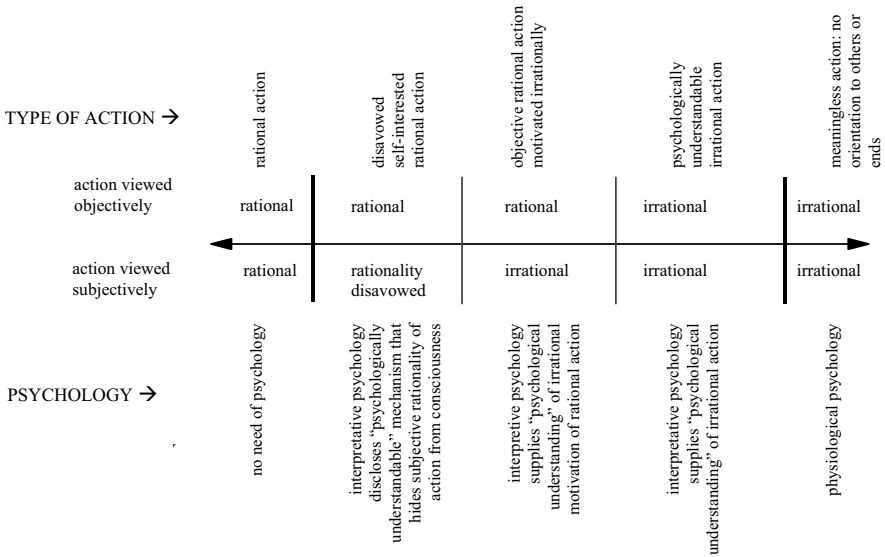 TYPE OF ACTION →
rational action
disavowed
self-interested
rational action
objective rational action
motivated irrationally
psychologically
understandable
irrational action
meaningless action: no
orientation to others or
ends
action viewed
objectively
rational
rational
rational
irrational
irrational
action viewed
subjectively
rational
rationality
disavowed
irrational
irrational
irrational
PSYCHOLOGY →
no need of psychology
interpretative psychology
discloses “psychologically
understandable” mechanism that
hides subjective rationality of
action from consciousness
interpretive psychology
supplies “psychological
understanding” of irrational
motivation of rational action
interpretative psychology
supplies “psychological
understanding” of irrational action
physiological psychology